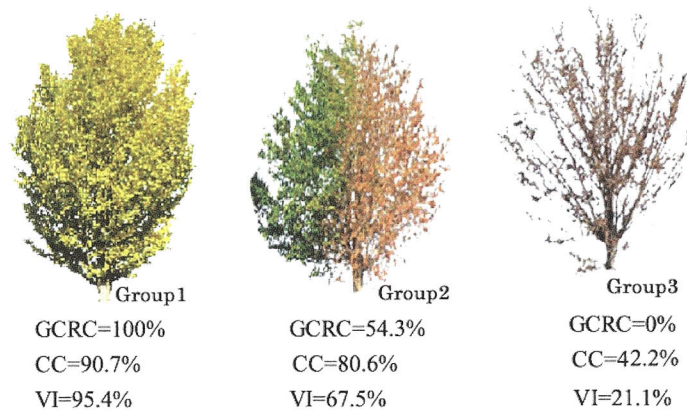 Group1
Group2
Group3
GCRC=100%
GCRC=54.3%
GCRC=0%
CC=90.7%
CC=80.6%
CC=42.2%
VI=95.4%
VI=67.5%
VI=21.1%